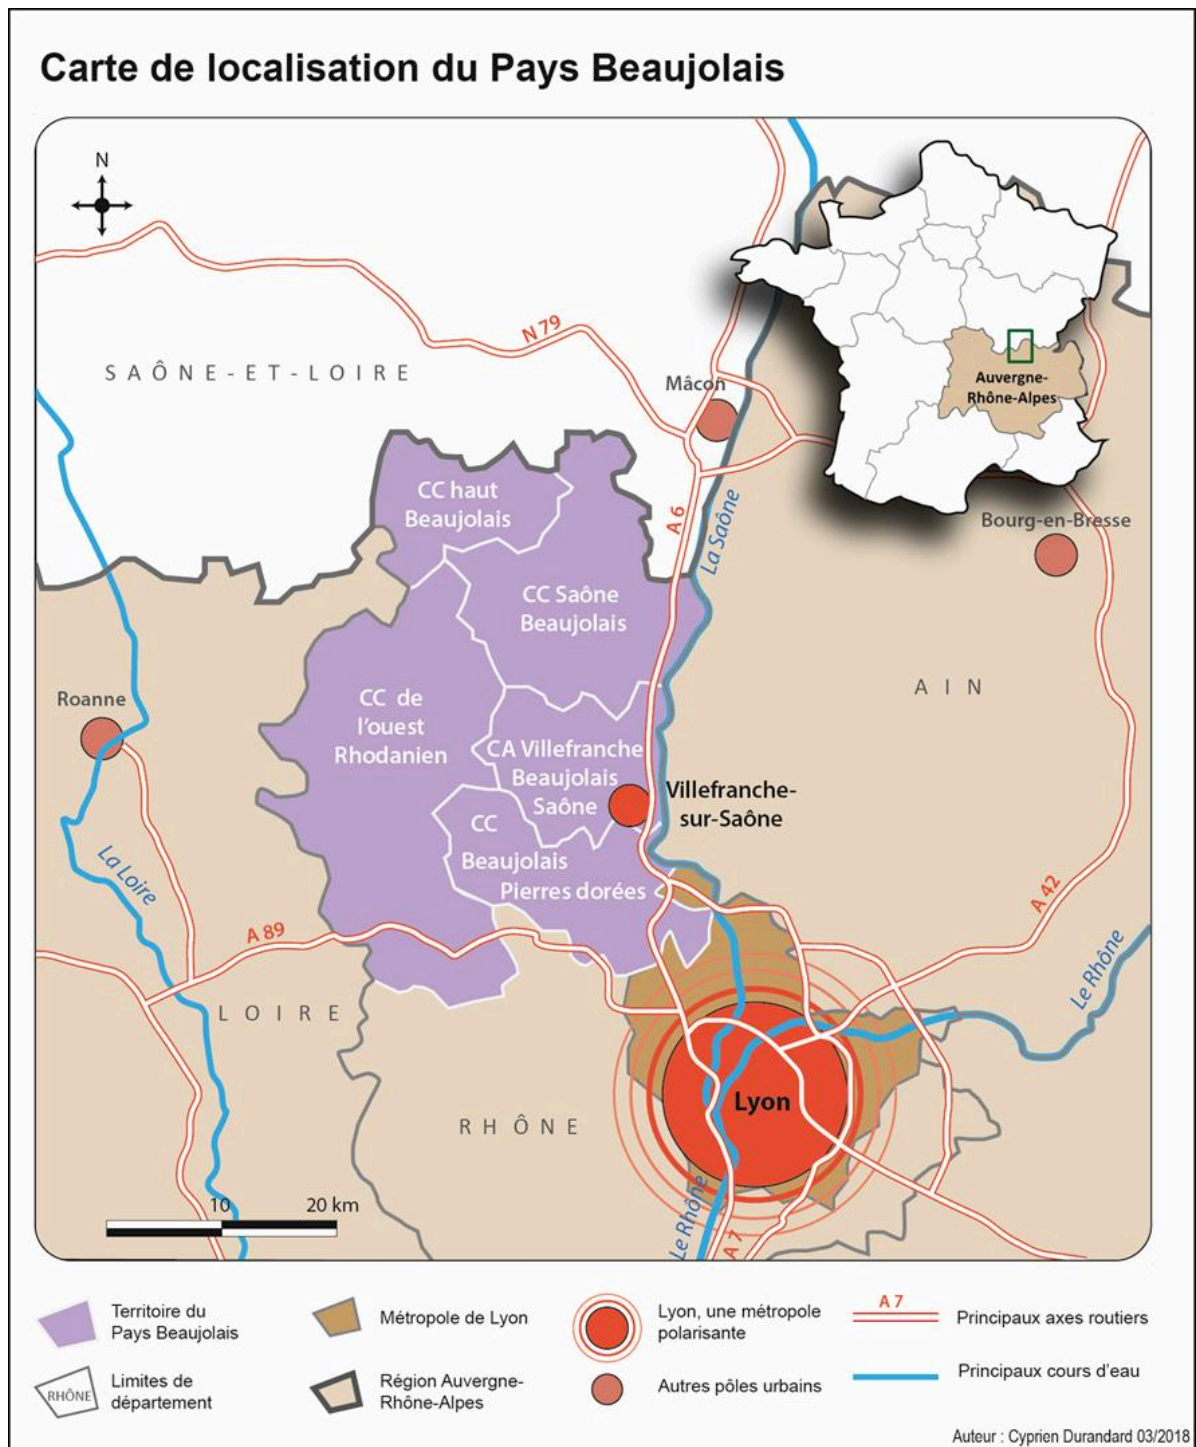 Carte de localisation du Pays Beaujolais
N
N 79
SAÔNE-ET-LOIRE
Mâcon
Auvergne-
Rhône-Alpes
CC haut
Beaujolais
A 6
La Saône
Bourg-en-Bresse
CC Saône
Beaujolais
AIN
Roanne
CC de
l'ouest
Rhodanien
CA Villefranche
Beaujolais
Saône
Villefranche-
sur-Saône
CC
Beaujolais
Pierres dorées
La Loire
A 89
A 42
Le Rhône
LOIRE
RHÔNE
Lyon
Le Rhône
A 7
10
20 km
Territoire du
Pays Beaujolais
Métropole de Lyon
Lyon, une métropole
polarisante
A 7
Principaux axes routiers
RHÔNE
Limites de
département
Région Auvergne-
Rhône-Alpes
Autres pôles urbains
Principaux cours d'eau
Auteur : Cyprien Durandard 03/2018